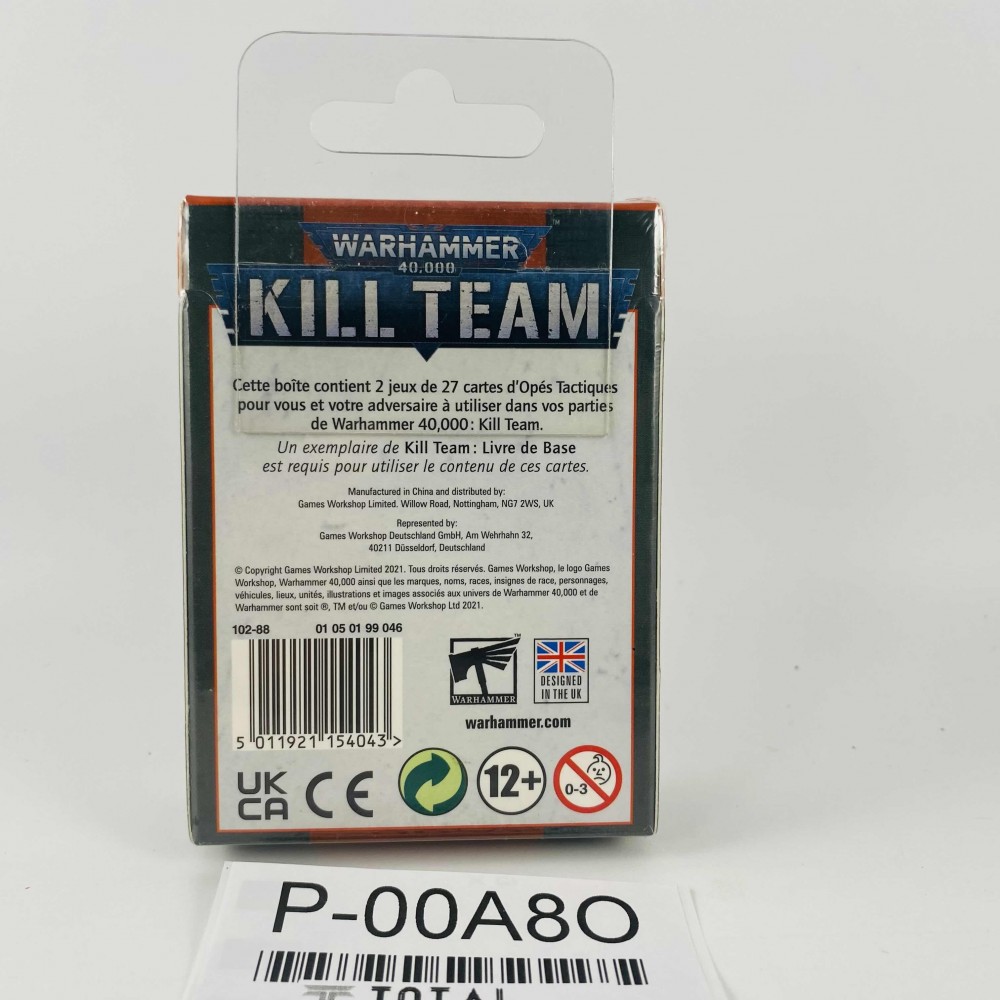 WARHAMMER
™
40,000
KILL TEAM
Cette boîte contient 2 jeux de 27 cartes d'Opés Tactiques
pour vous et votre adversaire à utiliser dans vos parties
de Warhammer 40,000 : Kill Team.
Un exemplaire de Kill Team : Livre de Base
est requis pour utiliser le contenu de ces cartes.
Manufactured in China and distributed by:
Games Workshop Limited. Willow Road, Nottingham, NG7 2WS, UK
Represented by:
Games Workshop Deutschland GmbH, Am Wehrhahn 32,
40211 Düsseldorf, Deutschland
© Copyright Games Workshop Limited 2021. Tous droits réservés. Games Workshop, le logo Games
Workshop, Warhammer 40,000 ainsi que les marques, noms, races, insignes de race, personnages,
véhicules, lieux, unités, illustrations et images associés aux univers de Warhammer 40,000 et de
Warhammer sont soit ®, TM et/ou © Games Workshop Ltd 2021.
102-88 01 05 01 99 046
5 011921 154043 >
™
WARHAMMER
DESIGNED
IN THE UK
warhammer.com
UK
CA CE 12+ 0-3
P-00A8O
TOTAL